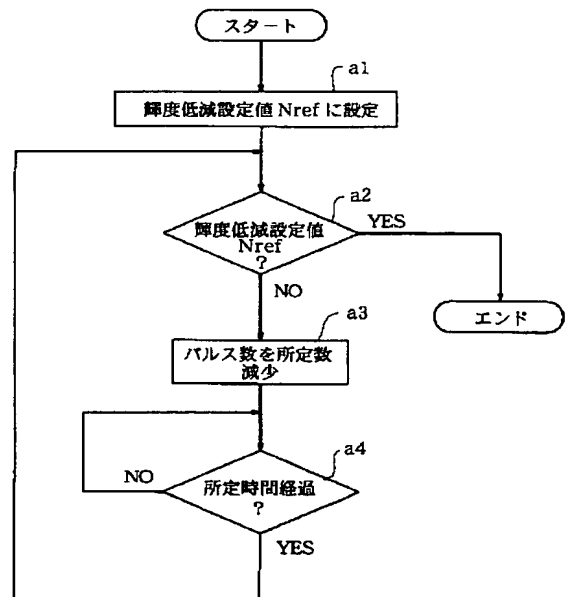 スタート
a1
輝度低減設定値 Nref に設定
a2
輝度低減設定値
Nref
?
YES
NO
エンド
a3
パルス数を所定数
減少
a4
NO
所定時間経過
?
YES